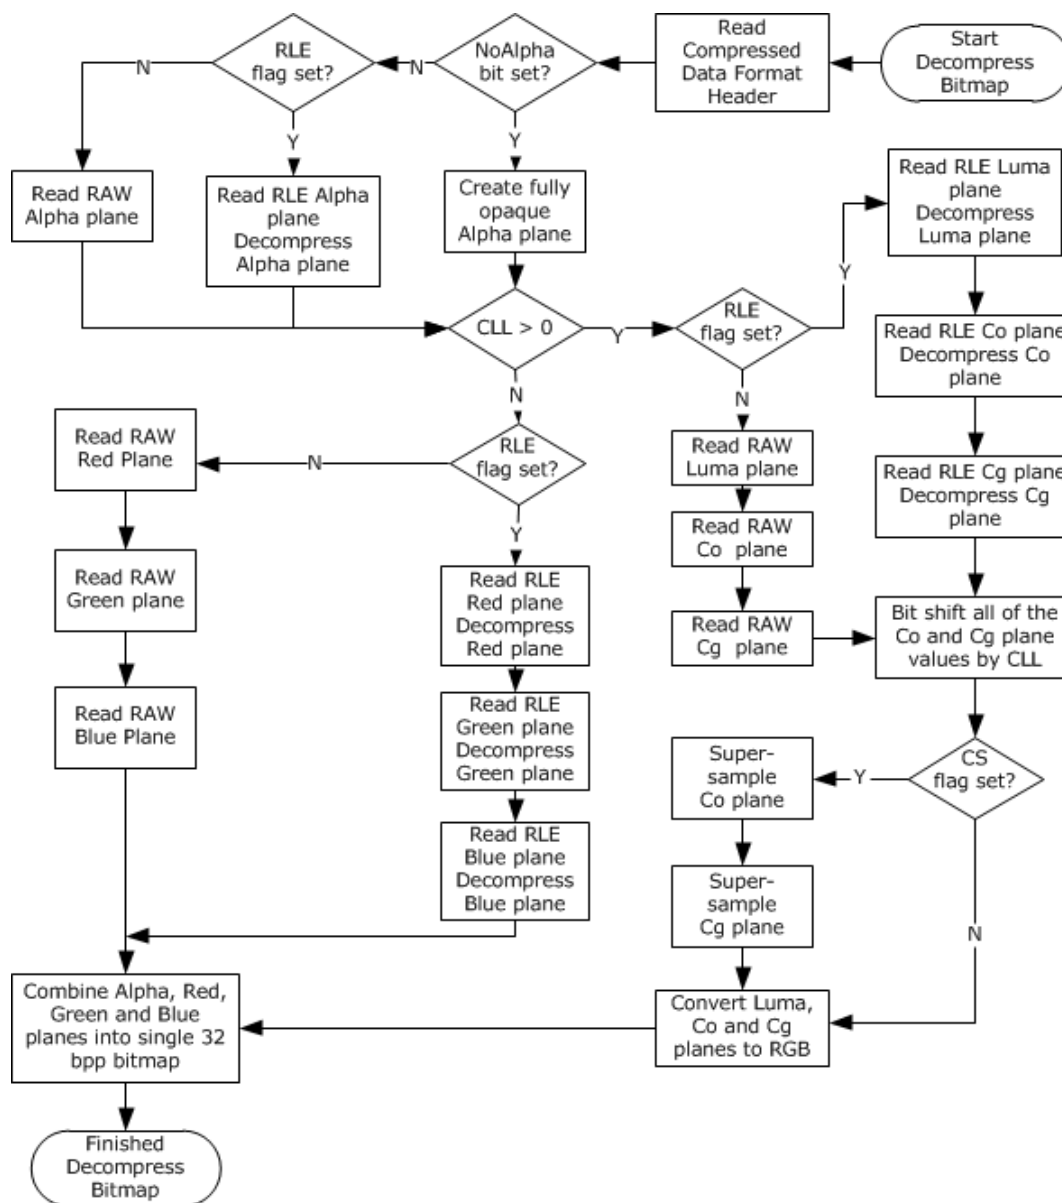 Start
Decompress
Bitmap
Read
Compressed
Data Format
Header
NoAlpha
bit set?
N
RLE
flag set?
N
Y
Y
Read RAW
Alpha plane
Read RLE Alpha
plane
Decompress
Alpha plane
Create fully
opaque
Alpha plane
CLL > 0
Y
RLE
flag set?
Y
Read RLE Luma
plane
Decompress
Luma plane
Read RLE Co plane
Decompress Co
plane
Read RLE Cg plane
Decompress Cg
plane
N
Read RAW
Luma plane
Read RAW
Co plane
Read RAW
Cg plane
Bit shift all of the
Co and Cg plane
values by CLL
CS
flag set?
Y
Super-
sample
Co plane
Super-
sample
Cg plane
N
Convert Luma,
Co and Cg
planes to RGB
N
RLE
flag set?
N
Read RAW
Red Plane
Read RAW
Green plane
Read RAW
Blue Plane
Y
Read RLE
Red plane
Decompress
Red plane
Read RLE
Green plane
Decompress
Green plane
Read RLE
Blue plane
Decompress
Blue plane
Combine Alpha, Red,
Green and Blue
planes into single 32
bpp bitmap
Finished
Decompress
Bitmap